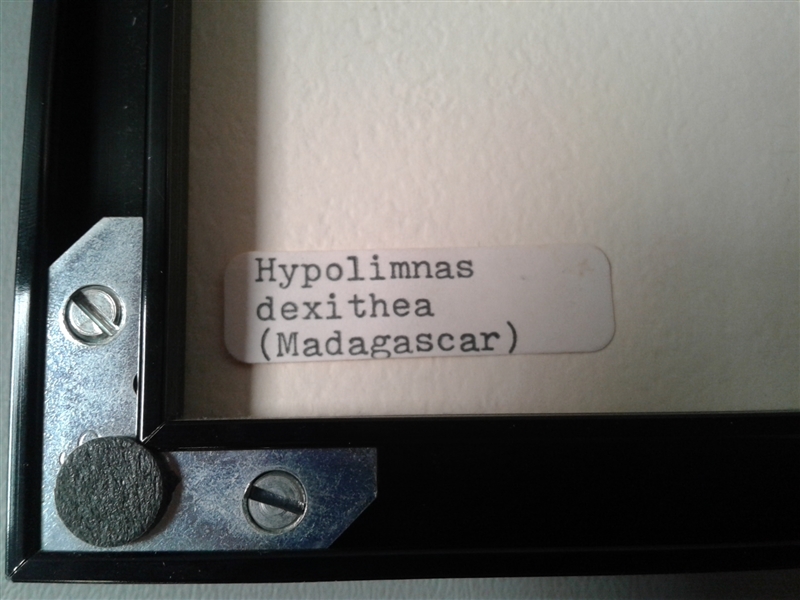 Hypolimnas
dexithea
(Madagascar)